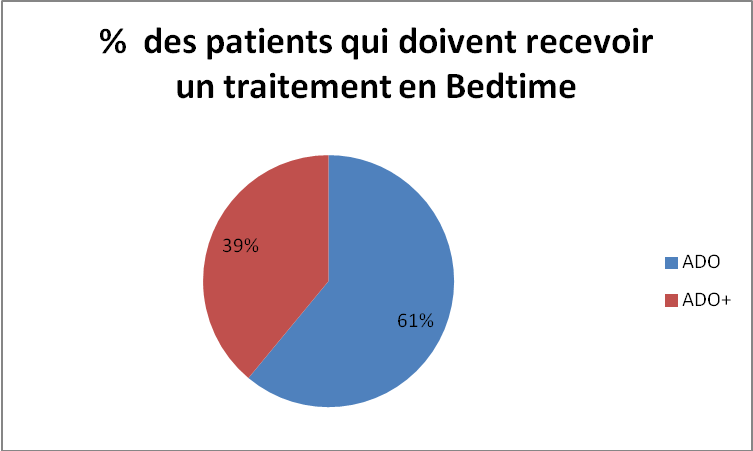 %  des patients qui doivent recevoir
un traitement en Bedtime
39%
61%
ADO
ADO+